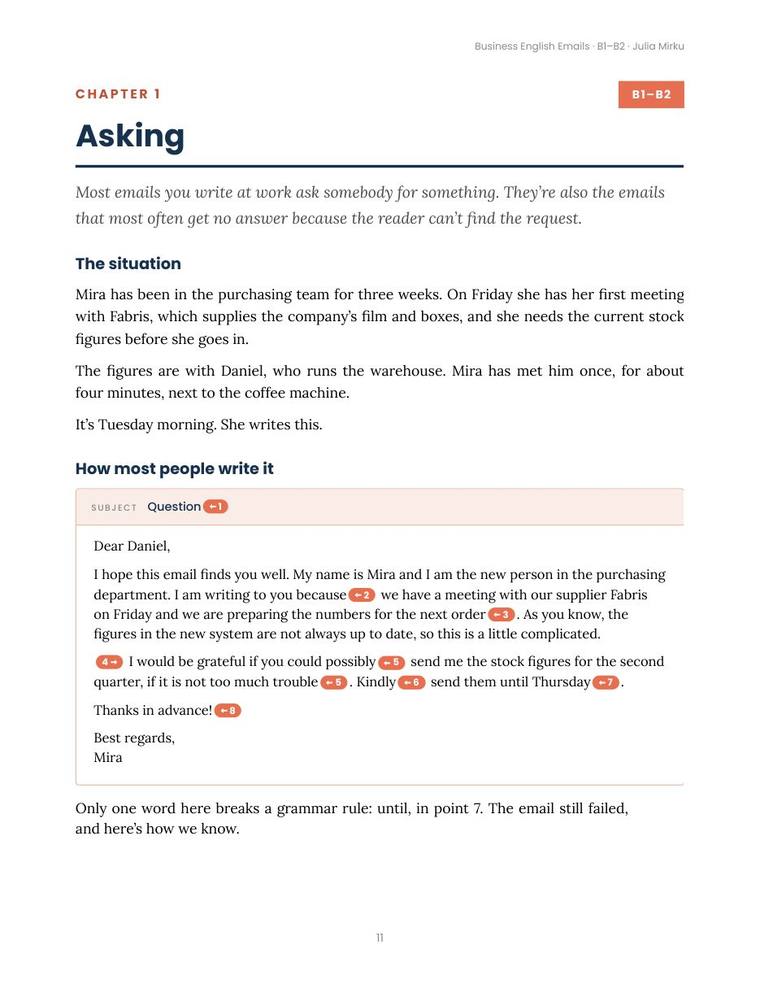 Business English Emails · B1–B2 · Julia Mirku
CHAPTER 1
B1–B2
Asking
Most emails you write at work ask somebody for something. They’re also the emails
that most often get no answer because the reader can’t find the request.
The situation
Mira has been in the purchasing team for three weeks. On Friday she has her first meeting
with Fabris, which supplies the company’s film and boxes, and she needs the current stock
figures before she goes in.
The figures are with Daniel, who runs the warehouse. Mira has met him once, for about
four minutes, next to the coffee machine.
It’s Tuesday morning. She writes this.
How most people write it
SUBJECT Question ←1
Dear Daniel,
I hope this email finds you well. My name is Mira and I am the new person in the purchasing
department. I am writing to you because ←2 we have a meeting with our supplier Fabris
on Friday and we are preparing the numbers for the next order ←3. As you know, the
figures in the new system are not always up to date, so this is a little complicated.
4→ I would be grateful if you could possibly ←5 send me the stock figures for the second
quarter, if it is not too much trouble ←5. Kindly ←6 send them until Thursday ←7.
Thanks in advance! ←8
Best regards,
Mira
Only one word here breaks a grammar rule: until, in point 7. The email still failed,
and here’s how we know.
11